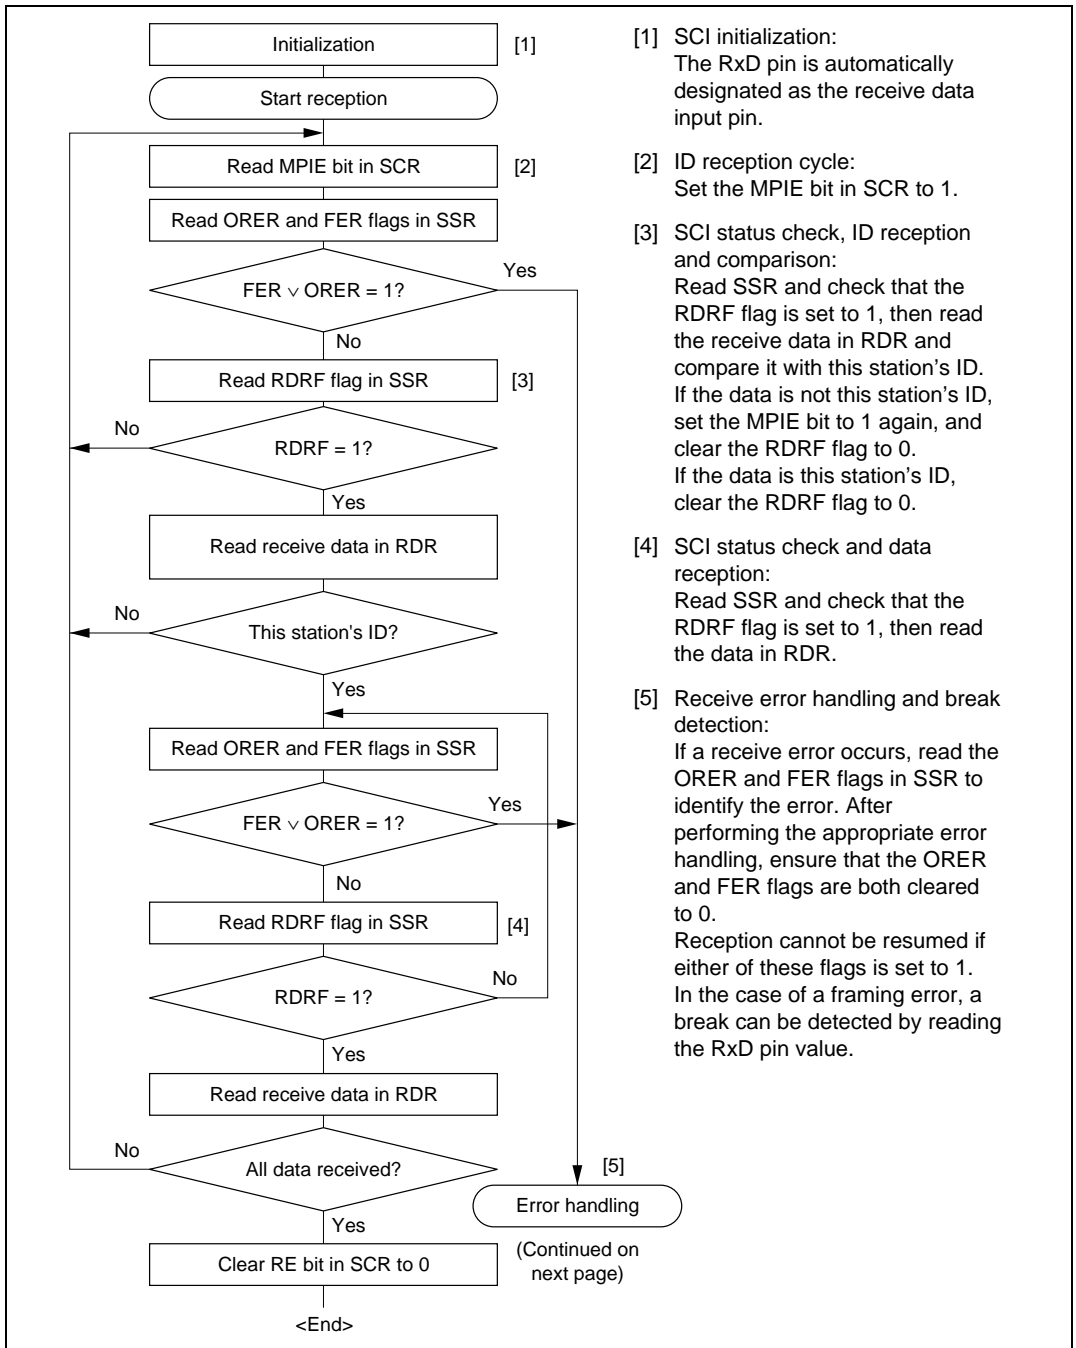 Initialization
[1]
Start reception
Read MPIE bit in SCR
[2]
Read ORER and FER flags in SSR
FER ∨ ORER = 1?
Yes
No
Read RDRF flag in SSR
[3]
No
RDRF = 1?
Yes
Read receive data in RDR
No
This station's ID?
Yes
Read ORER and FER flags in SSR
FER ∨ ORER = 1?
Yes
No
Read RDRF flag in SSR
[4]
No
RDRF = 1?
Yes
Read receive data in RDR
No
All data received?
[5]
Error handling
Yes
(Continued on
next page)
Clear RE bit in SCR to 0
<End>
[1] SCI initialization:
The RxD pin is automatically
designated as the receive data
input pin.
[2] ID reception cycle:
Set the MPIE bit in SCR to 1.
[3] SCI status check, ID reception
and comparison:
Read SSR and check that the
RDRF flag is set to 1, then read
the receive data in RDR and
compare it with this station's ID.
If the data is not this station's ID,
set the MPIE bit to 1 again, and
clear the RDRF flag to 0.
If the data is this station's ID,
clear the RDRF flag to 0.
[4] SCI status check and data
reception:
Read SSR and check that the
RDRF flag is set to 1, then read
the data in RDR.
[5] Receive error handling and break
detection:
If a receive error occurs, read the
ORER and FER flags in SSR to
identify the error. After
performing the appropriate error
handling, ensure that the ORER
and FER flags are both cleared
to 0.
Reception cannot be resumed if
either of these flags is set to 1.
In the case of a framing error, a
break can be detected by reading
the RxD pin value.